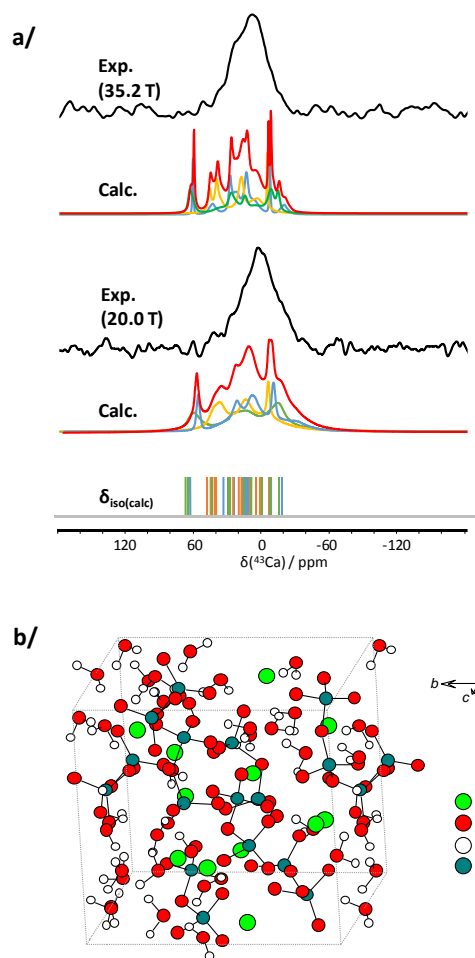 a/
Exp.
(35.2 T)
Calc.
Exp.
(20.0 T)
Calc.
δiso(calc)
120 60 0 -60 -120
δ(⁴³Ca) / ppm
b/
b
c